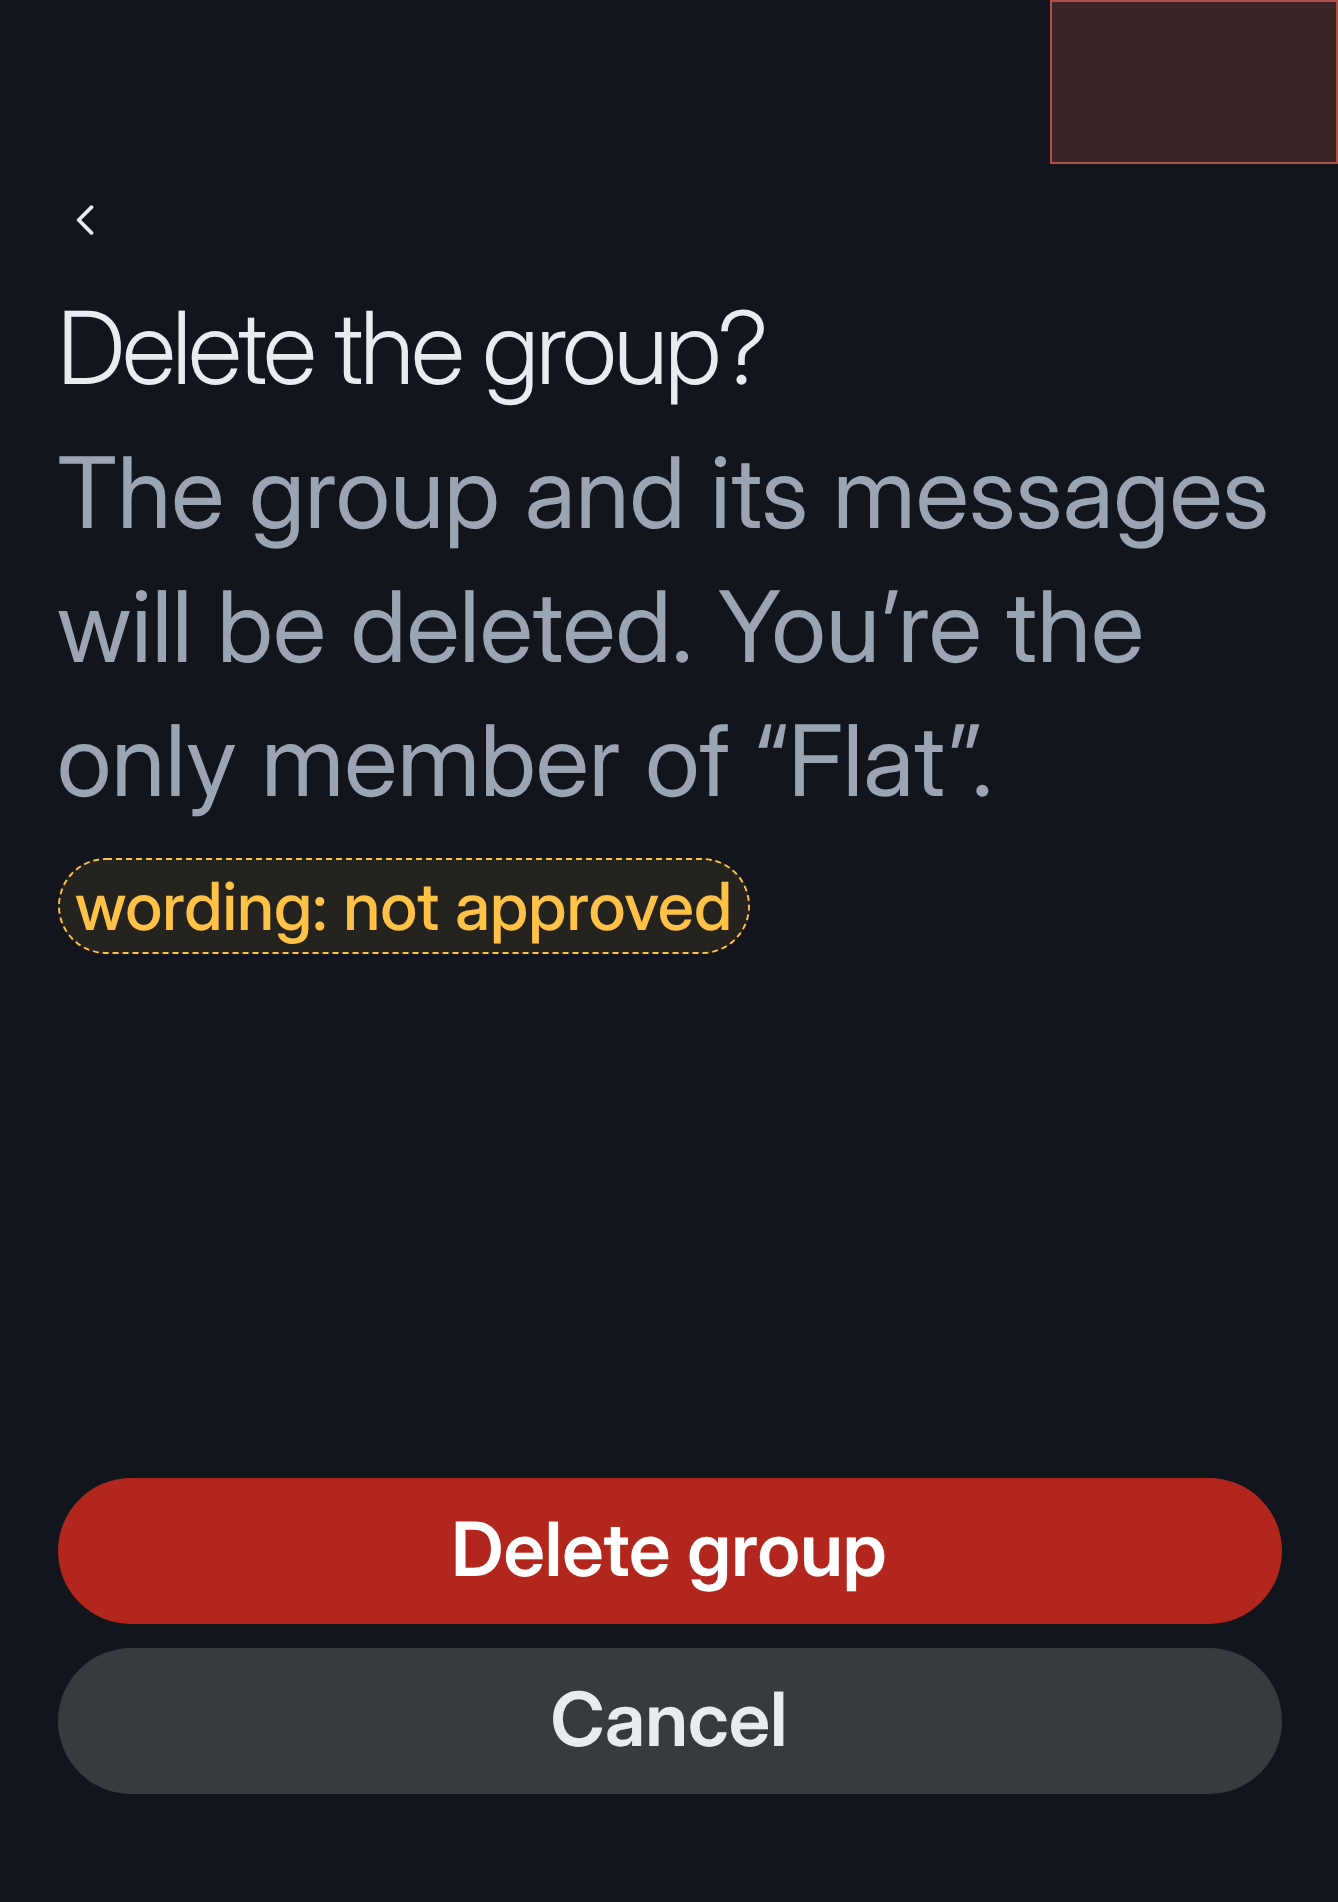 Delete the group?
The group and its messages
will be deleted. You’re the
only member of “Flat”.
wording: not approved
Delete group
Cancel